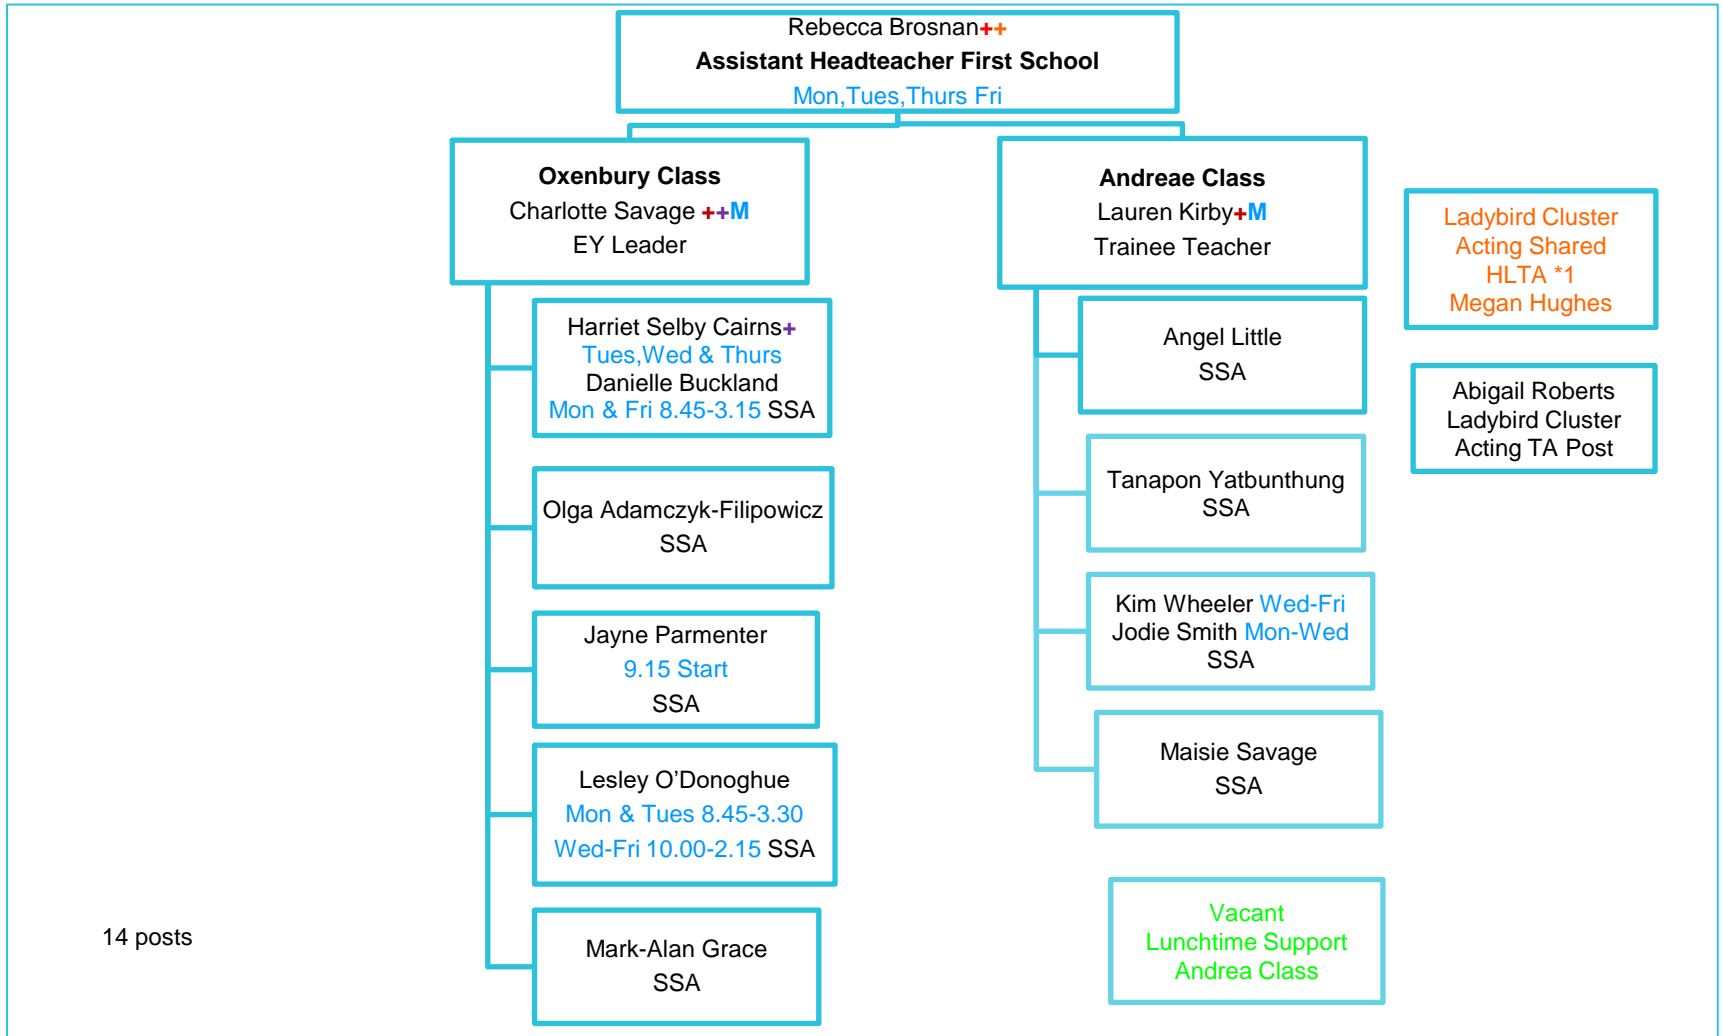 Rebecca Brosnan++
Assistant Headteacher First School
Mon,Tues,Thurs Fri
Oxenbury Class
Charlotte Savage ++M
EY Leader
Harriet Selby Cairns+
Tues,Wed & Thurs
Danielle Buckland
Mon & Fri 8.45-3.15 SSA
Olga Adamczyk-Filipowicz
SSA
Jayne Parmenter
9.15 Start
SSA
Lesley O’Donoghue
Mon & Tues 8.45-3.30
Wed-Fri 10.00-2.15 SSA
Mark-Alan Grace
SSA
Andreae Class
Lauren Kirby+M
Trainee Teacher
Angel Little
SSA
Tanapon Yatbunthung
SSA
Kim Wheeler Wed-Fri
Jodie Smith Mon-Wed
SSA
Maisie Savage
SSA
Vacant
Lunchtime Support
Andrea Class
Ladybird Cluster
Acting Shared
HLTA *1
Megan Hughes
Abigail Roberts
Ladybird Cluster
Acting TA Post
14 posts